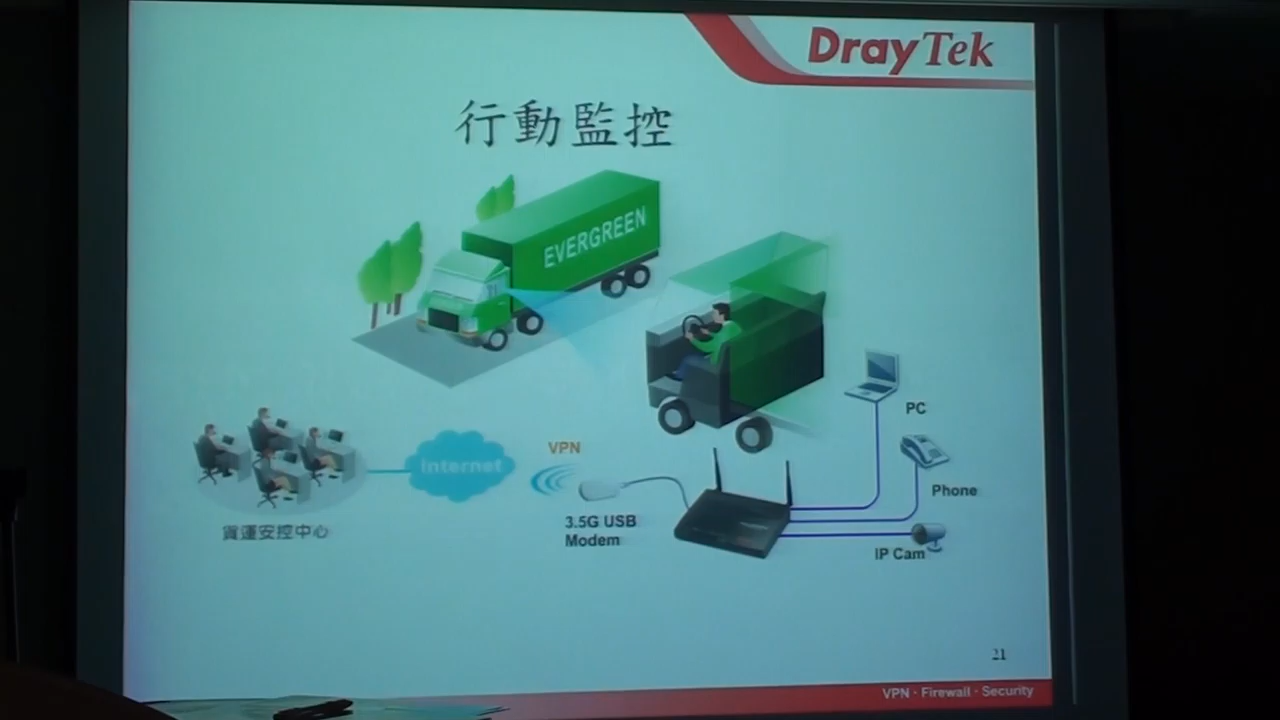 DrayTek
行動監控
EVERGREEN
PC
VPN
Internet
Phone
3.5G USB
Modem
貨運安控中心
IP Cam
21
VPN · Firewall · Security